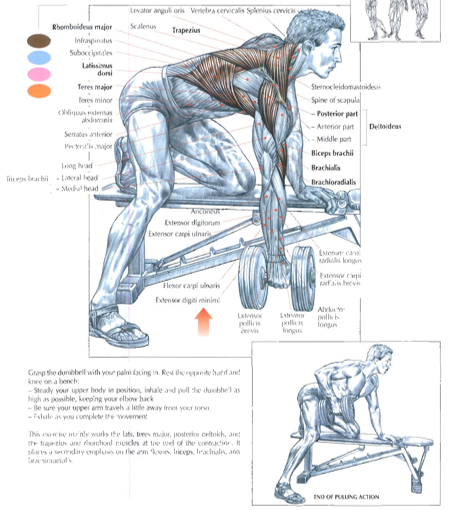 Levator anguli oris Vertebra cervicalis Splenius cervicis
Rhomboideus major
Scalenus
Trapezius
Infraspinatus
Suboccipitales
Latissimus
dorsi
Teres major
Teres minor
Obliquus externus
abdominis
Serratus anterior
Pectoralis major
Long head
Triceps brachii
– Lateral head
– Medial head
Sternocleidomastoideus
Spine of scapula
– Posterior part
– Anterior part
Deltoideus
– Middle part
Biceps brachii
Brachialis
Brachioradialis
Anconeus
Extensor digitorum
Extensor carpi ulnaris
Extensor carpi
radialis longus
Extensor carpi
radialis brevis
Flexor carpi ulnaris
Extensor digiti minimi
Extensor
pollicis
brevis
Extensor
pollicis
longus
Abductor
pollicis
longus
Grasp the dumbbell with your palm facing in. Rest the opposite hand and
knee on a bench:
– Steady your upper body in position, inhale and pull the dumbbell as
high as possible, keeping your elbow back
– Be sure your upper arm travels a little away from your torso
– Exhale as you complete the movement
This exercise mainly works the lats, teres major, posterior deltoids, and
the trapezius and rhomboid muscles at the end of the contraction. It
places a secondary emphasis on the arm flexors, biceps, brachialis, and
brachioradialis.
END OF PULLING ACTION